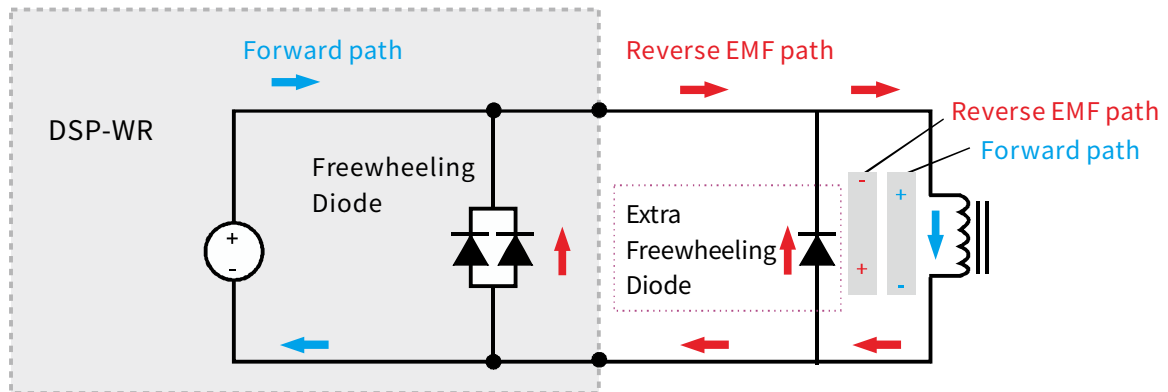 Forward path
Reverse EMF path
DSP-WR
Reverse EMF path
Forward path
Freewheeling
Diode
Extra
Freewheeling
Diode
+
-
-
+
+
-